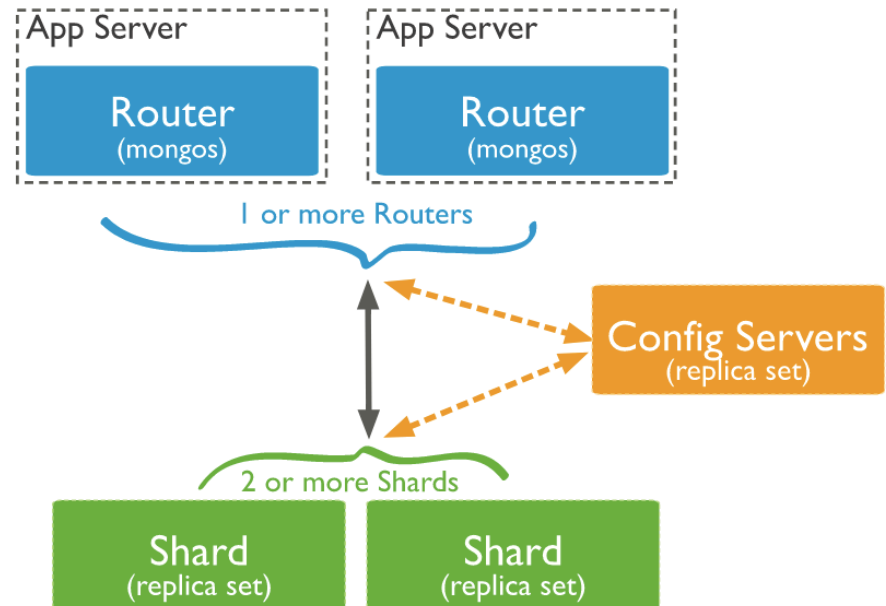 App Server
App Server
Router
(mongos)
Router
(mongos)
1 or more Routers
Config Servers
(replica set)
2 or more Shards
Shard
(replica set)
Shard
(replica set)